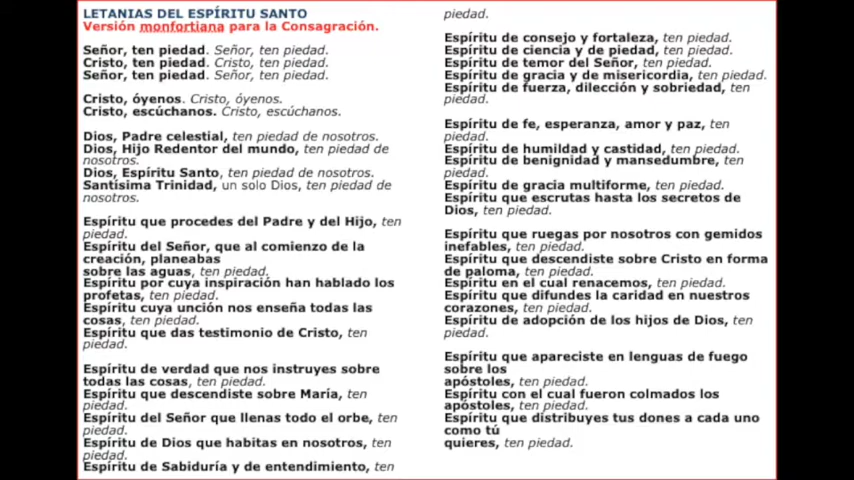 LETANIAS DEL ESPÍRITU SANTO
Versión monfortiana para la Consagración.
Señor, ten piedad. Señor, ten piedad.
Cristo, ten piedad. Cristo, ten piedad.
Señor, ten piedad. Señor, ten piedad.
Cristo, óyenos. Cristo, óyenos.
Cristo, escúchanos. Cristo, escúchanos.
Dios, Padre celestial, ten piedad de nosotros.
Dios, Hijo Redentor del mundo, ten piedad de
nosotros.
Dios, Espíritu Santo, ten piedad de nosotros.
Santísima Trinidad, un solo Dios, ten piedad de
nosotros.
Espíritu que procedes del Padre y del Hijo, ten
piedad.
Espíritu del Señor, que al comienzo de la
creación, planeabas
sobre las aguas, ten piedad.
Espíritu por cuya inspiración han hablado los
profetas, ten piedad.
Espíritu cuya unción nos enseña todas las
cosas, ten piedad.
Espíritu que das testimonio de Cristo, ten
piedad.
Espíritu de verdad que nos instruyes sobre
todas las cosas, ten piedad.
Espíritu que descendiste sobre María, ten
piedad.
Espíritu del Señor que llenas todo el orbe, ten
piedad.
Espíritu de Dios que habitas en nosotros, ten
piedad.
Espíritu de Sabiduría y de entendimiento, ten
piedad.
Espíritu de consejo y fortaleza, ten piedad.
Espíritu de ciencia y de piedad, ten piedad.
Espíritu de temor del Señor, ten piedad.
Espíritu de gracia y de misericordia, ten piedad.
Espíritu de fuerza, dilección y sobriedad, ten
piedad.
Espíritu de fe, esperanza, amor y paz, ten
piedad.
Espíritu de humildad y castidad, ten piedad.
Espíritu de benignidad y mansedumbre, ten
piedad.
Espíritu de gracia multiforme, ten piedad.
Espíritu que escrutas hasta los secretos de
Dios, ten piedad.
Espíritu que ruegas por nosotros con gemidos
inefables, ten piedad.
Espíritu que descendiste sobre Cristo en forma
de paloma, ten piedad.
Espíritu en el cual renacemos, ten piedad.
Espíritu que difundes la caridad en nuestros
corazones, ten piedad.
Espíritu de adopción de los hijos de Dios, ten
piedad.
Espíritu que apareciste en lenguas de fuego
sobre los
apóstoles, ten piedad.
Espíritu con el cual fueron colmados los
apóstoles, ten piedad.
Espíritu que distribuyes tus dones a cada uno
como tú
quieres, ten piedad.